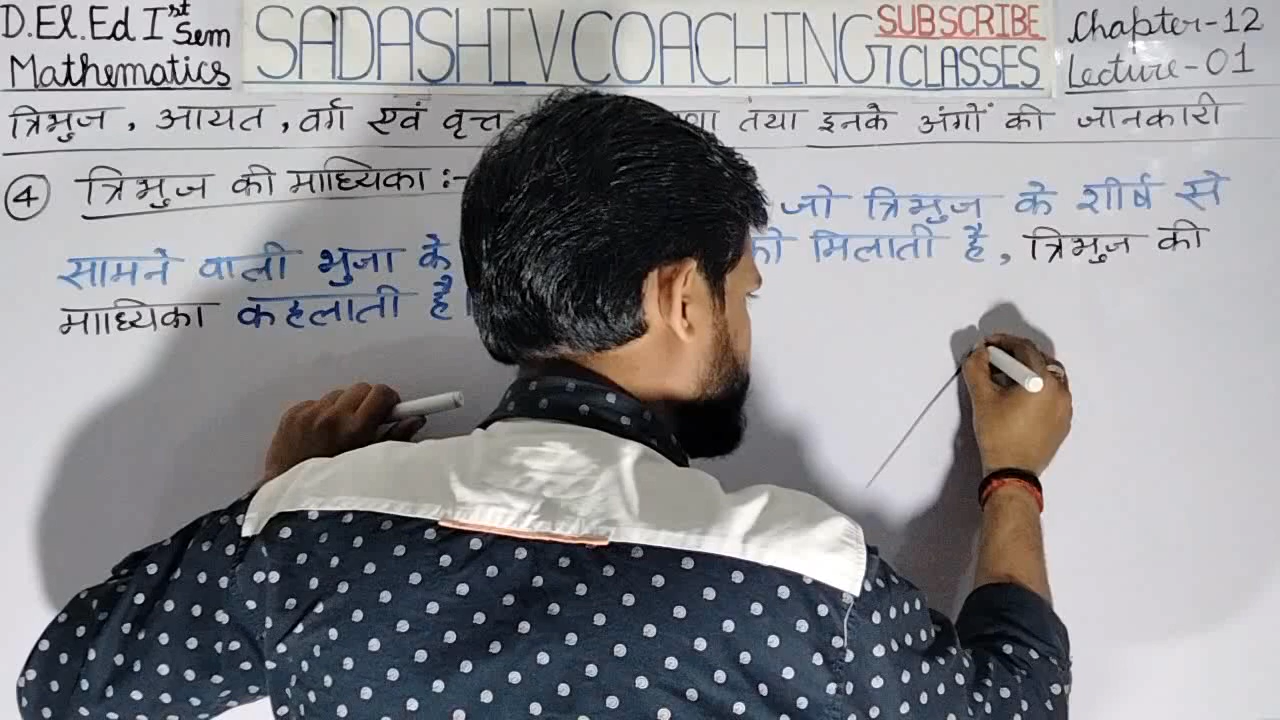 D.El.Ed Ist Sem
Mathematics
SADASHIV COACHING CLASSES
SUBSCRIBE
Chapter-12
Lecture-01
त्रिभुज, आयत, वर्ग एवं वृत्त तथा इनके अंगों की जानकारी
④ त्रिभुज की माध्यिका :-
जो त्रिभुज के शीर्ष से
सामने वाली भुजा के को मिलाती है, त्रिभुज की
माध्यिका कहलाती है।